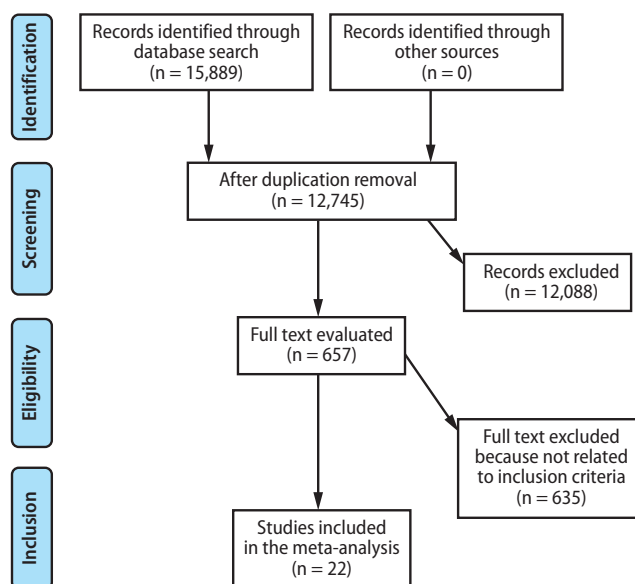 Identification
Records identified through
database search
(n = 15,889)
Records identified through
other sources
(n = 0)
Screening
After duplication removal
(n = 12,745)
Records excluded
(n = 12,088)
Eligibility
Full text evaluated
(n = 657)
Full text excluded
because not related
to inclusion criteria
(n = 635)
Inclusion
Studies included
in the meta-analysis
(n = 22)